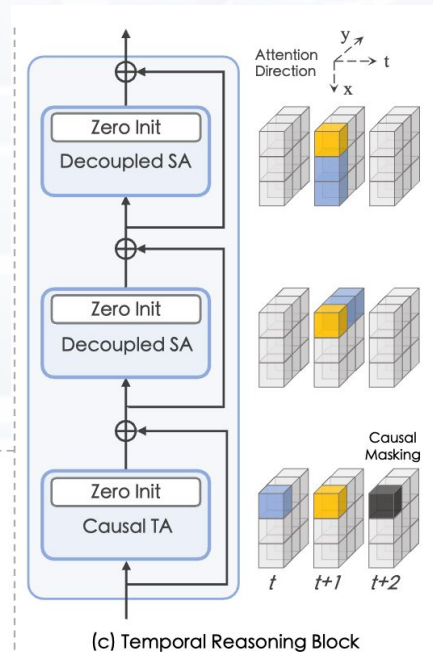 Attention
Direction
y
t
x
Zero Init
Decoupled SA
Zero Init
Decoupled SA
Causal
Masking
Zero Init
Causal TA
t
t+1
t+2
(c) Temporal Reasoning Block